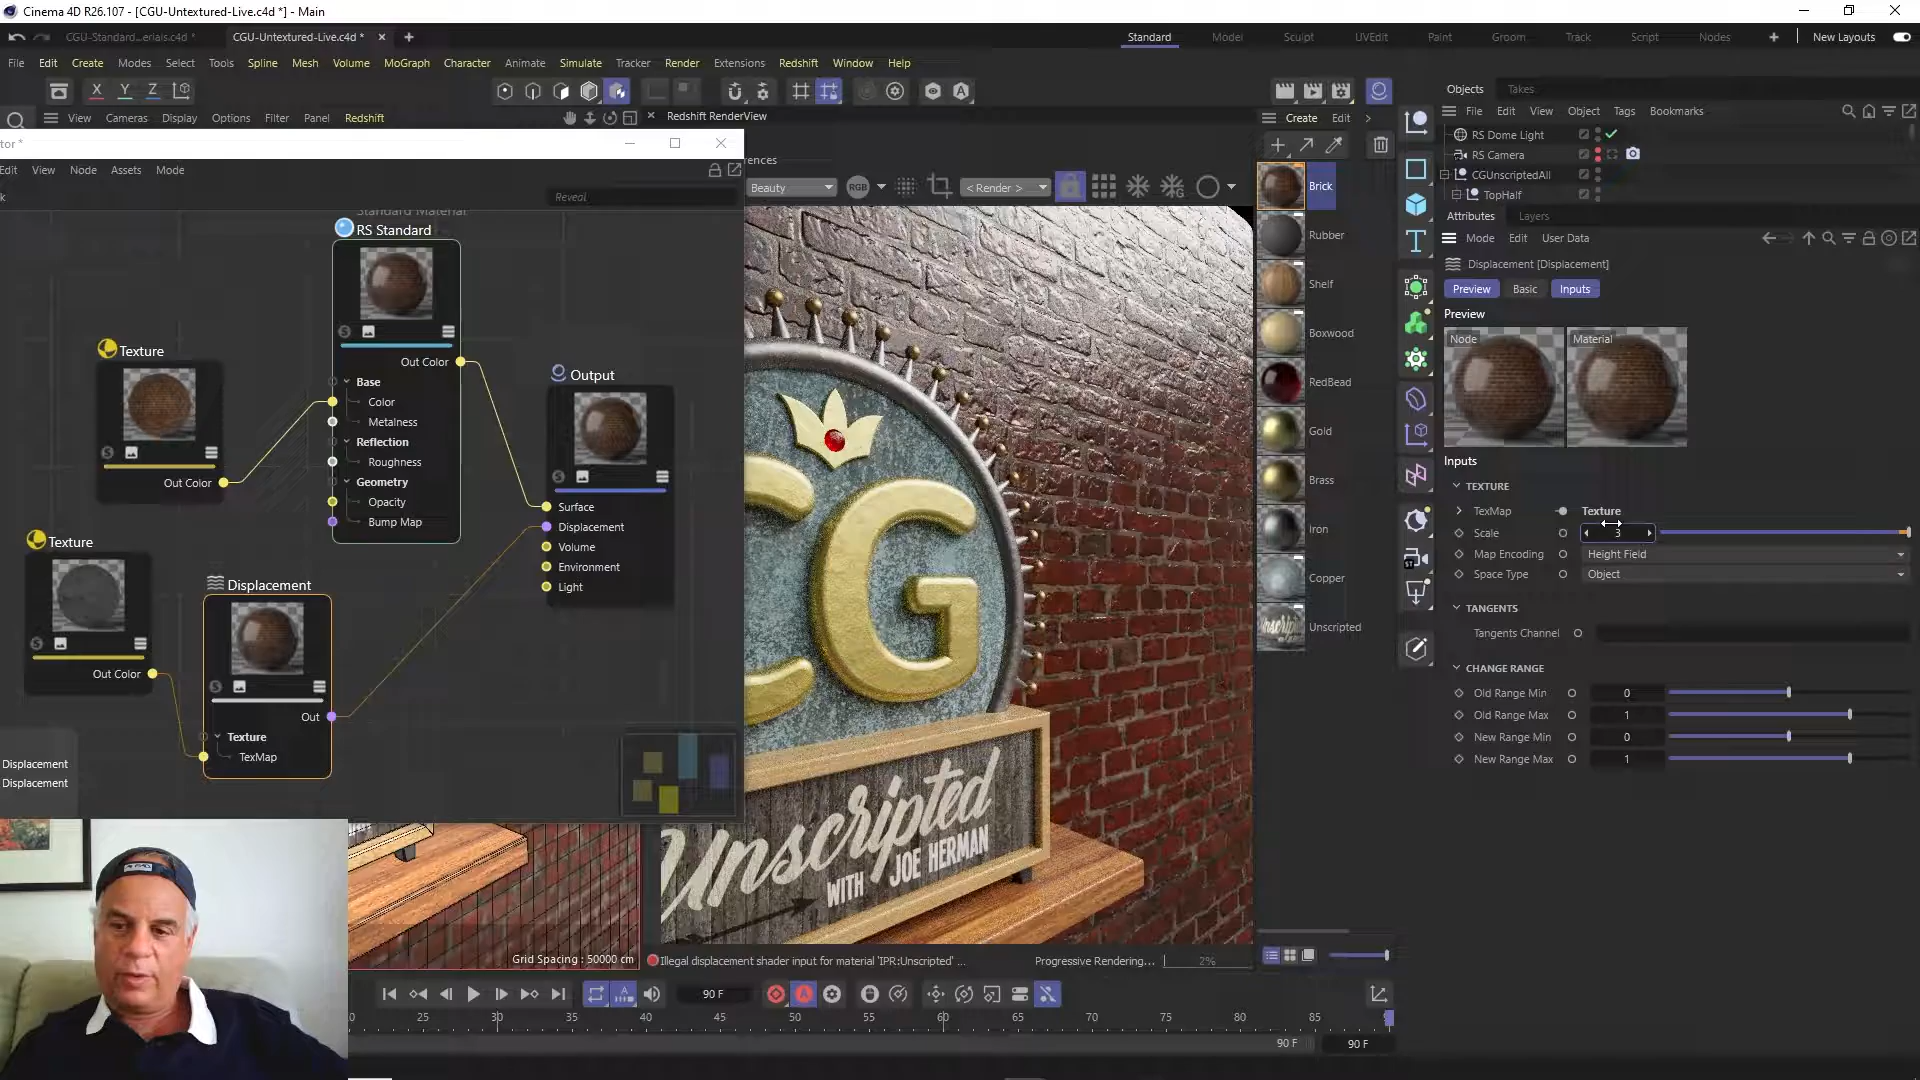 Cinema 4D R26.107 - [CGU-Untextured-Live.c4d *] - Main
CGU-Standard...erials.c4d *
CGU-Untextured-Live.c4d *
Standard
Model
Sculpt
UVEdit
Paint
Groom
Track
Script
Nodes
New Layouts
File Edit Create Modes Select Tools Spline Mesh Volume MoGraph Character Animate Simulate Tracker Render Extensions Redshift Window Help
X Y Z
View Cameras Display Options Filter Panel Redshift
Redshift RenderView
tor *
Edit View Node Assets Mode
Reveal
Beauty
RGB
< Render >
Standard Material
RS Standard
Out Color
Base
Color
Metalness
Reflection
Roughness
Geometry
Opacity
Bump Map
Texture
Out Color
Texture
Out Color
Displacement
Out
Texture
TexMap
Output
Surface
Displacement
Volume
Environment
Light
Displacement
Displacement
G
Unscripted
WITH JOE HERMAN
Grid Spacing : 50000 cm
Illegal displacement shader input for material 'IPR:Unscripted' ...
Progressive Rendering...
2%
Create Edit
Brick
Rubber
Shelf
Boxwood
RedBead
Gold
Brass
Iron
Copper
Unscripted
Objects
Takes
File Edit View Object Tags Bookmarks
RS Dome Light
RS Camera
CGUnscriptedAll
TopHalf
Attributes
Layers
Mode Edit User Data
Displacement [Displacement]
Preview
Basic
Inputs
Preview
Node
Material
Inputs
TEXTURE
TexMap
Texture
Scale
3
Map Encoding
Height Field
Space Type
Object
TANGENTS
Tangents Channel
CHANGE RANGE
Old Range Min
0
Old Range Max
1
New Range Min
0
New Range Max
1
90 F
25 30 35 40 45 50 55 60 65 70 75 80 85
90 F
90 F